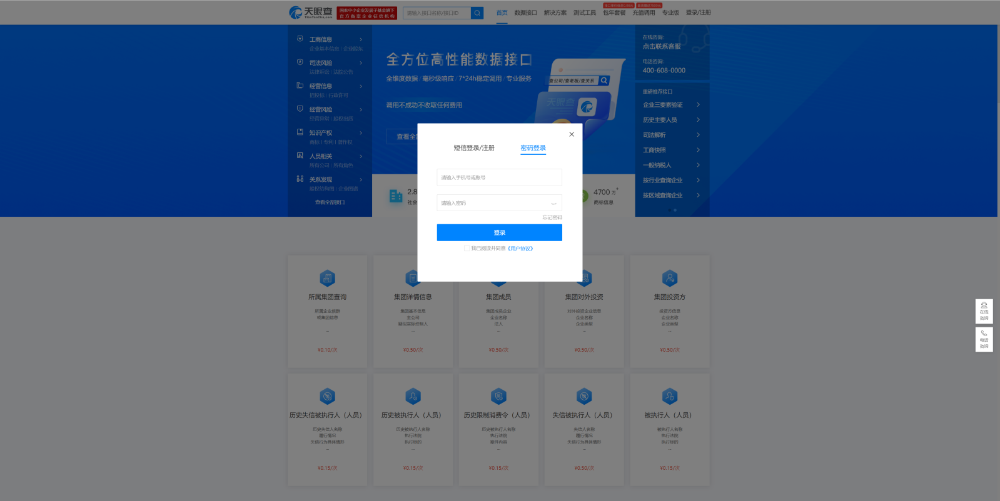 天眼查
TianYanCha.com
国家中小企业发展子基金旗下
官方备案企业征信机构
请输入接口名称/接口ID
首页
数据接口
解决方案
测试工具
包年套餐
充值调用
专业版
登录/注册
工商信息
企业基本信息 | 企业股东
司法风险
法律诉讼 | 法院公告
经营信息
招投标 | 行政许可
经营风险
经营异常 | 股权出质
知识产权
商标 | 专利 | 著作权
人员相关
所有公司 | 所有角色
关系发现
股权结构图 | 企业图谱
查看全部接口
全方位高性能数据接口
全维度数据 / 毫秒级响应 / 7*24h稳定调用 / 专业服务
调用不成功不收取任何费用
查看全
查公司/查老板/查关系
天眼查
2.8
社会
4700 万+
商标信息
在线咨询:
点击联系客服
电话咨询:
400-608-0000
重磅推荐接口
企业三要素验证
历史主要人员
司法解析
工商快照
一般纳税人
按行业查询企业
按区域查询企业
短信登录/注册
密码登录
请输入手机号或账号
请输入密码
忘记密码
登录
我已阅读并同意《用户协议》
所属集团查询
所属企业族群
或集团信息
...
¥0.10/次
集团详情信息
集团基本信息
主公司
疑似实际控制人
...
¥0.50/次
集团成员
集团成员企业
企业名称
法人
...
¥0.50/次
集团对外投资
对外投资企业信息
企业名称
企业类型
...
¥0.50/次
集团投资方
投资方信息
企业名称
企业类型
...
¥0.50/次
历史失信被执行人（人员）
历史失信人名称
履行情况
失信行为具体情形
...
¥0.15/次
历史被执行人（人员）
历史被执行人名称
执行法院
执行标的
...
¥0.15/次
历史限制消费令（人员）
历史被执行人名称
执行法院
案件内容
...
¥0.15/次
失信被执行人（人员）
失信人名称
履行情况
失信行为具体情形
...
¥0.50/次
被执行人（人员）
被执行人名称
执行法院
执行标的
...
¥0.15/次
在线
咨询
电话
咨询